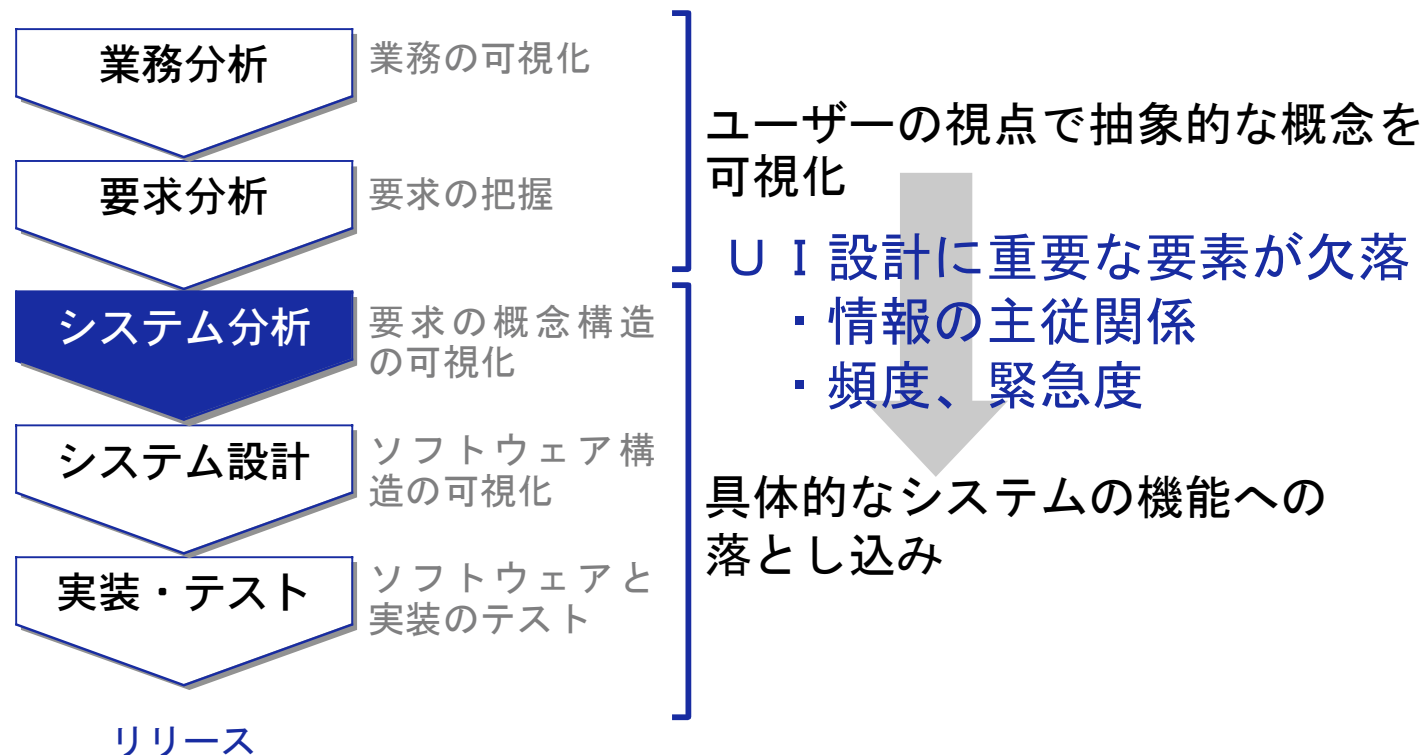 業務分析
業務の可視化
要求分析
要求の把握
システム分析
要求の概念構造
の可視化
システム設計
ソフトウェア構
造の可視化
実装・テスト
ソフトウェアと
実装のテスト
リリース
ユーザーの視点で抽象的な概念を
可視化
ＵＩ設計に重要な要素が欠落
・情報の主従関係
・頻度、緊急度
具体的なシステムの機能への
落とし込み